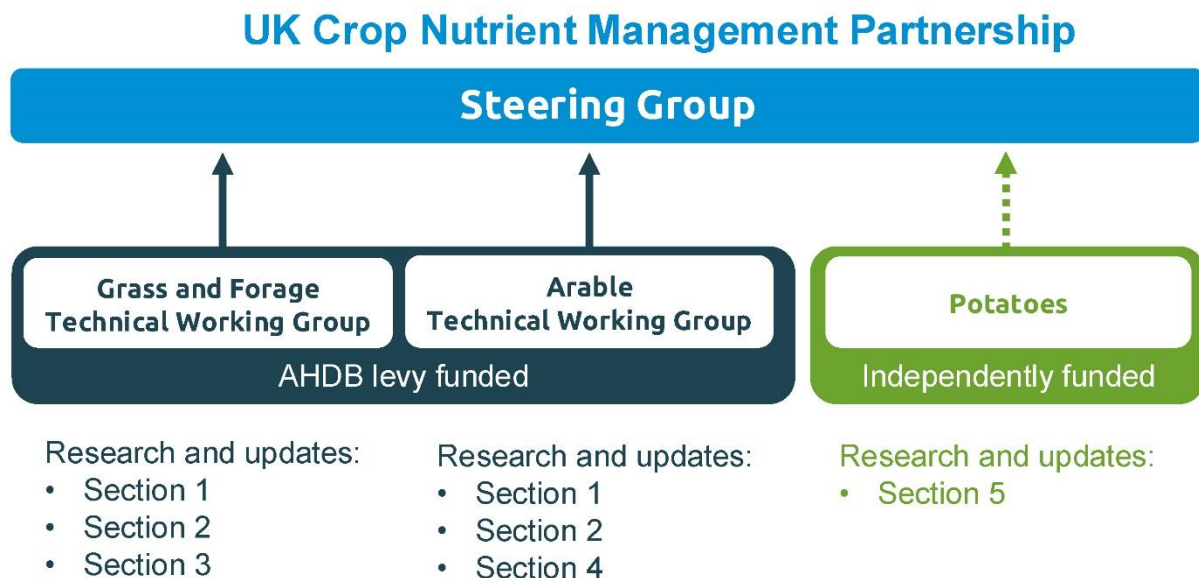 UK Crop Nutrient Management Partnership
Steering Group
Grass and Forage
Technical Working Group
Arable
Technical Working Group
Potatoes
AHDB levy funded
Independently funded
Research and updates:
• Section 1
• Section 2
• Section 3
Research and updates:
• Section 1
• Section 2
• Section 4
Research and updates:
• Section 5